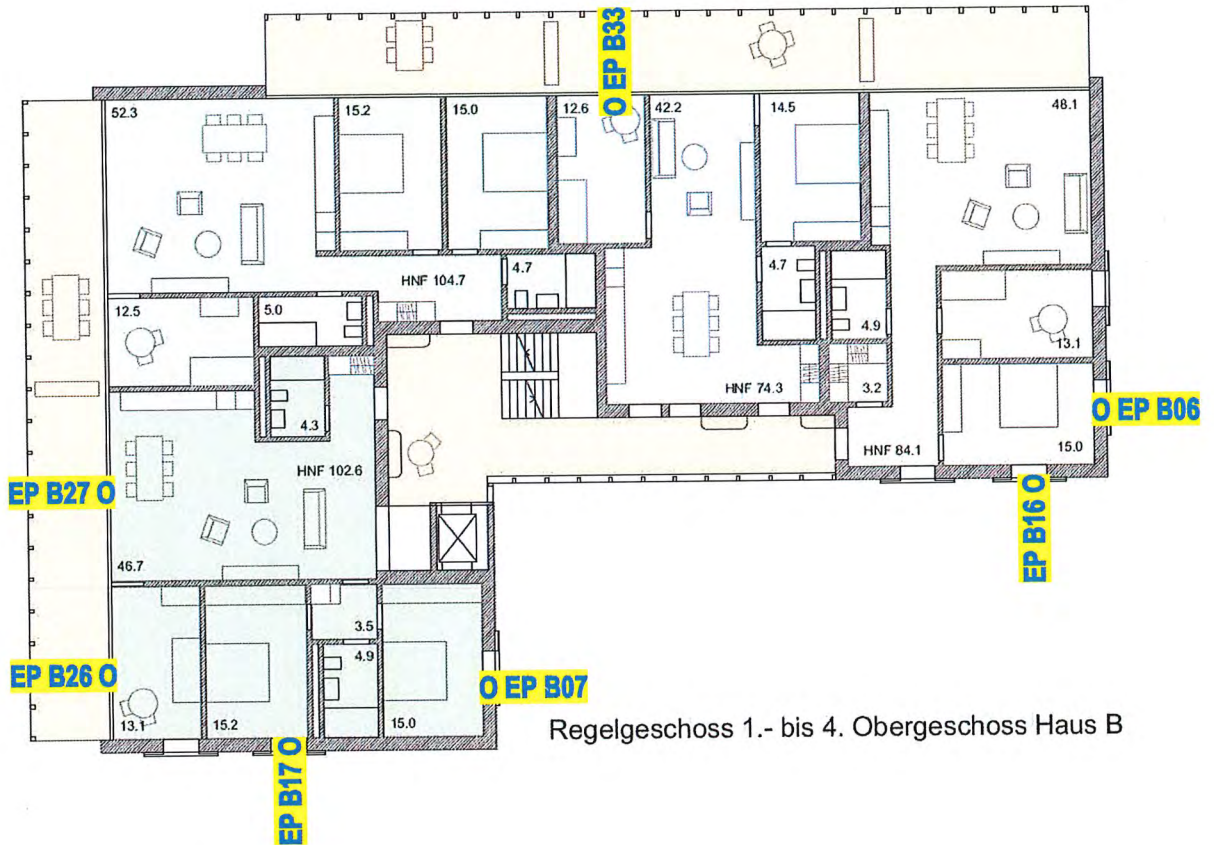 O EP B33
52.3
15.2
15.0
12.6
42.2
14.5
48.1
HNF 104.7
4.7
4.7
4.9
12.5
5.0
13.1
HNF 74.3
3.2
O EP B06
4.3
HNF 102.6
HNF 84.1
15.0
EP B27 O
EP B16 O
46.7
3.5
4.9
EP B26 O
O EP B07
13.1
15.2
15.0
Regelgeschoss 1.- bis 4. Obergeschoss Haus B
EP B17 O